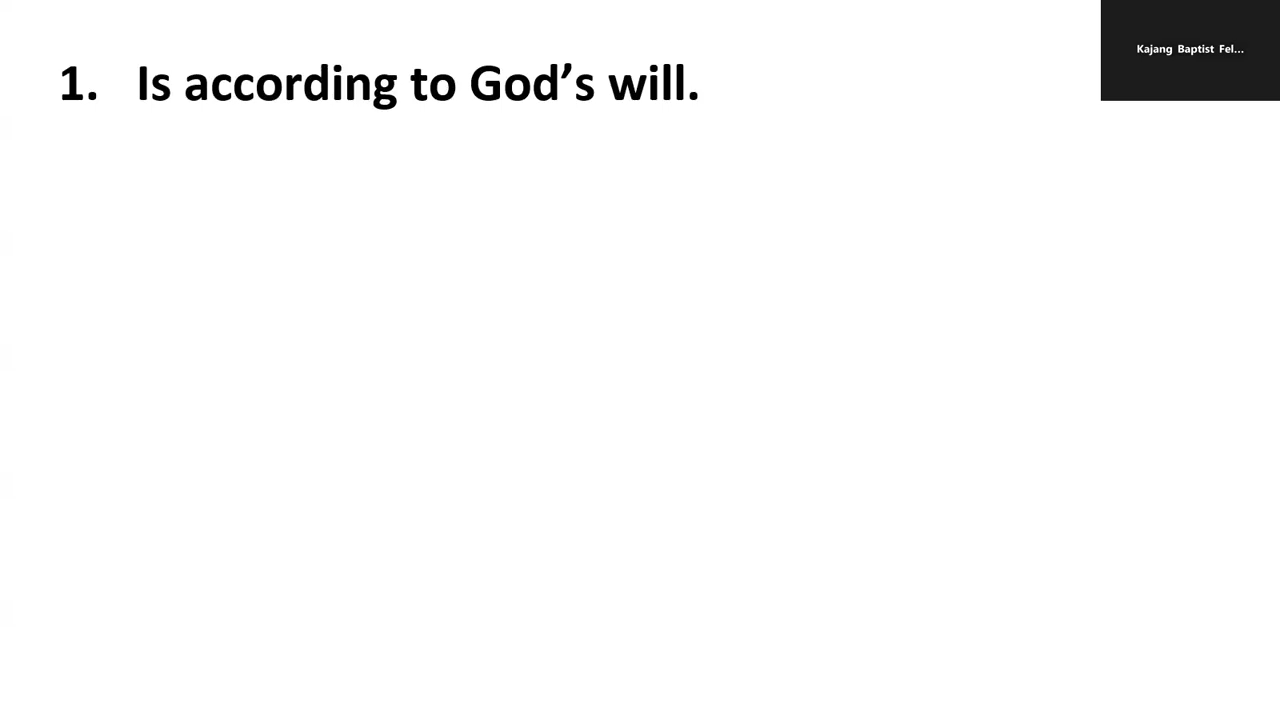 1. Is according to God’s will.
Kajang Baptist Fel...